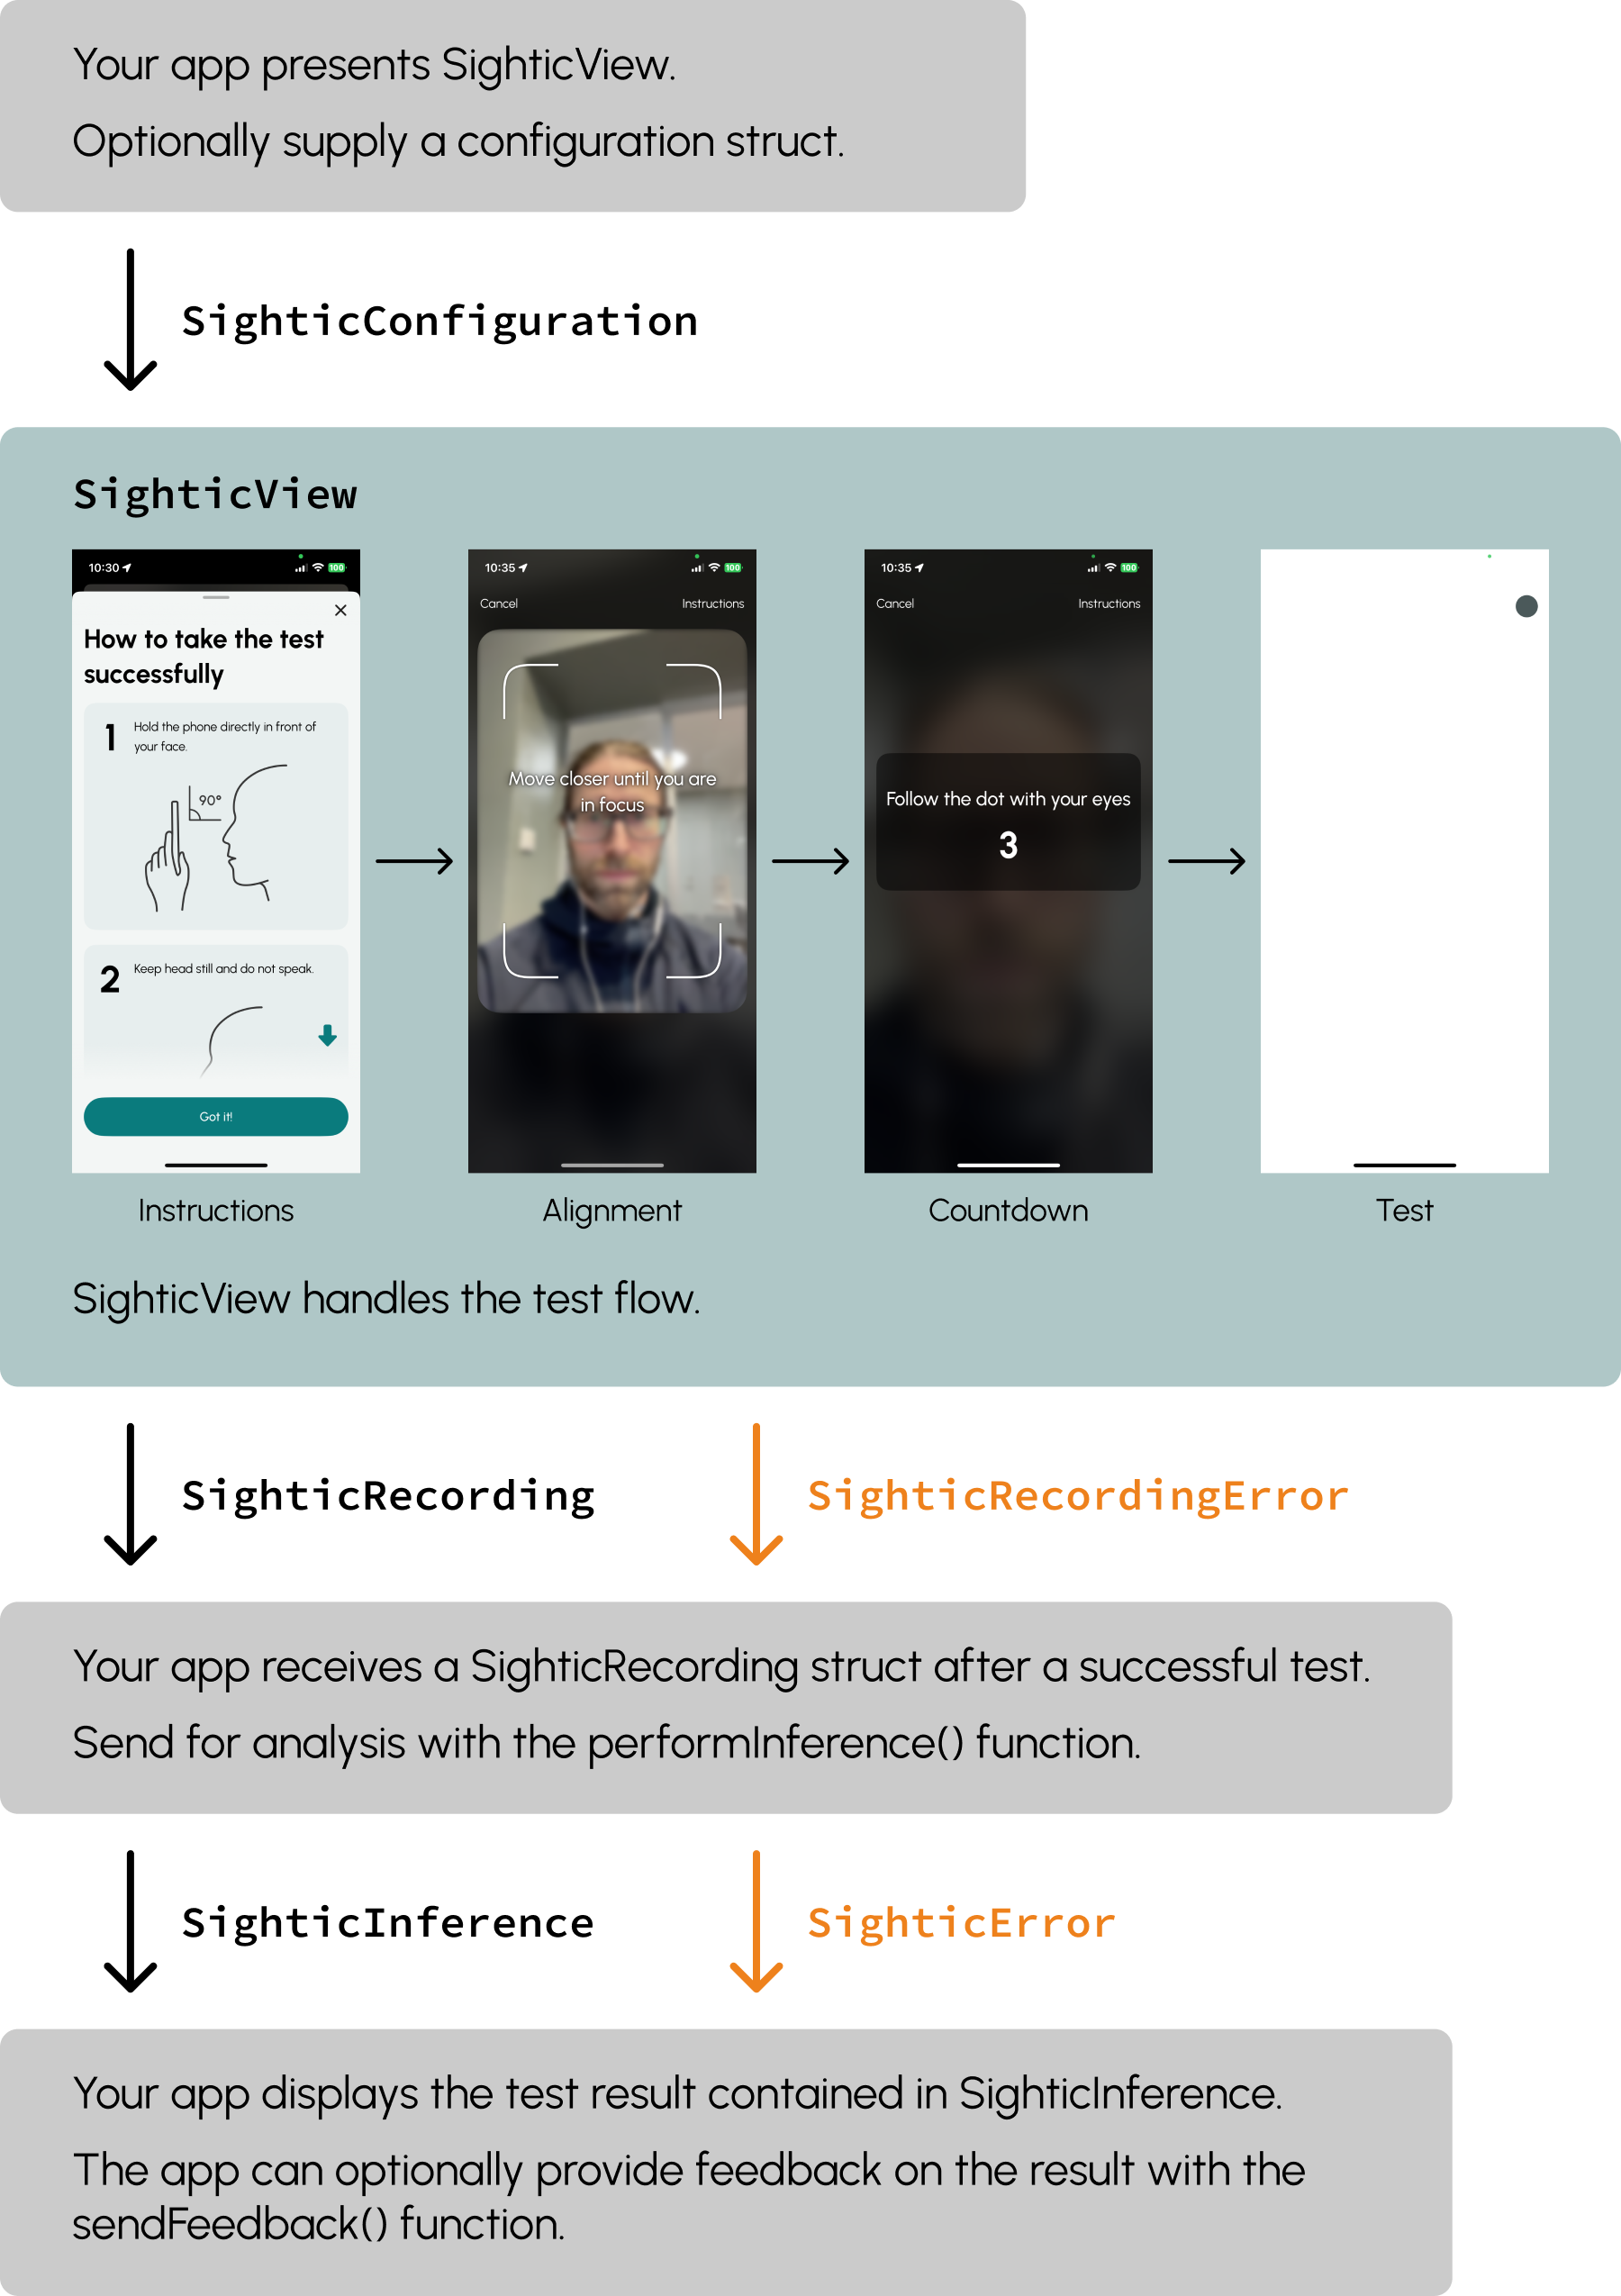 Your app presents SighticView.
Optionally supply a configuration struct.
SighticConfiguration
SighticView
10:30
100
How to take the test
successfully
1
Hold the phone directly in front of
your face.
90°
2
Keep head still and do not speak.
Got it!
Instructions
10:35
100
Cancel
Instructions
Move closer until you are
in focus
Alignment
10:35
100
Cancel
Instructions
Follow the dot with your eyes
3
Countdown
Test
SighticView handles the test flow.
SighticRecording
SighticRecordingError
Your app receives a SighticRecording struct after a successful test.
Send for analysis with the performInference() function.
SighticInference
SighticError
Your app displays the test result contained in SighticInference.
The app can optionally provide feedback on the result with the
sendFeedback() function.